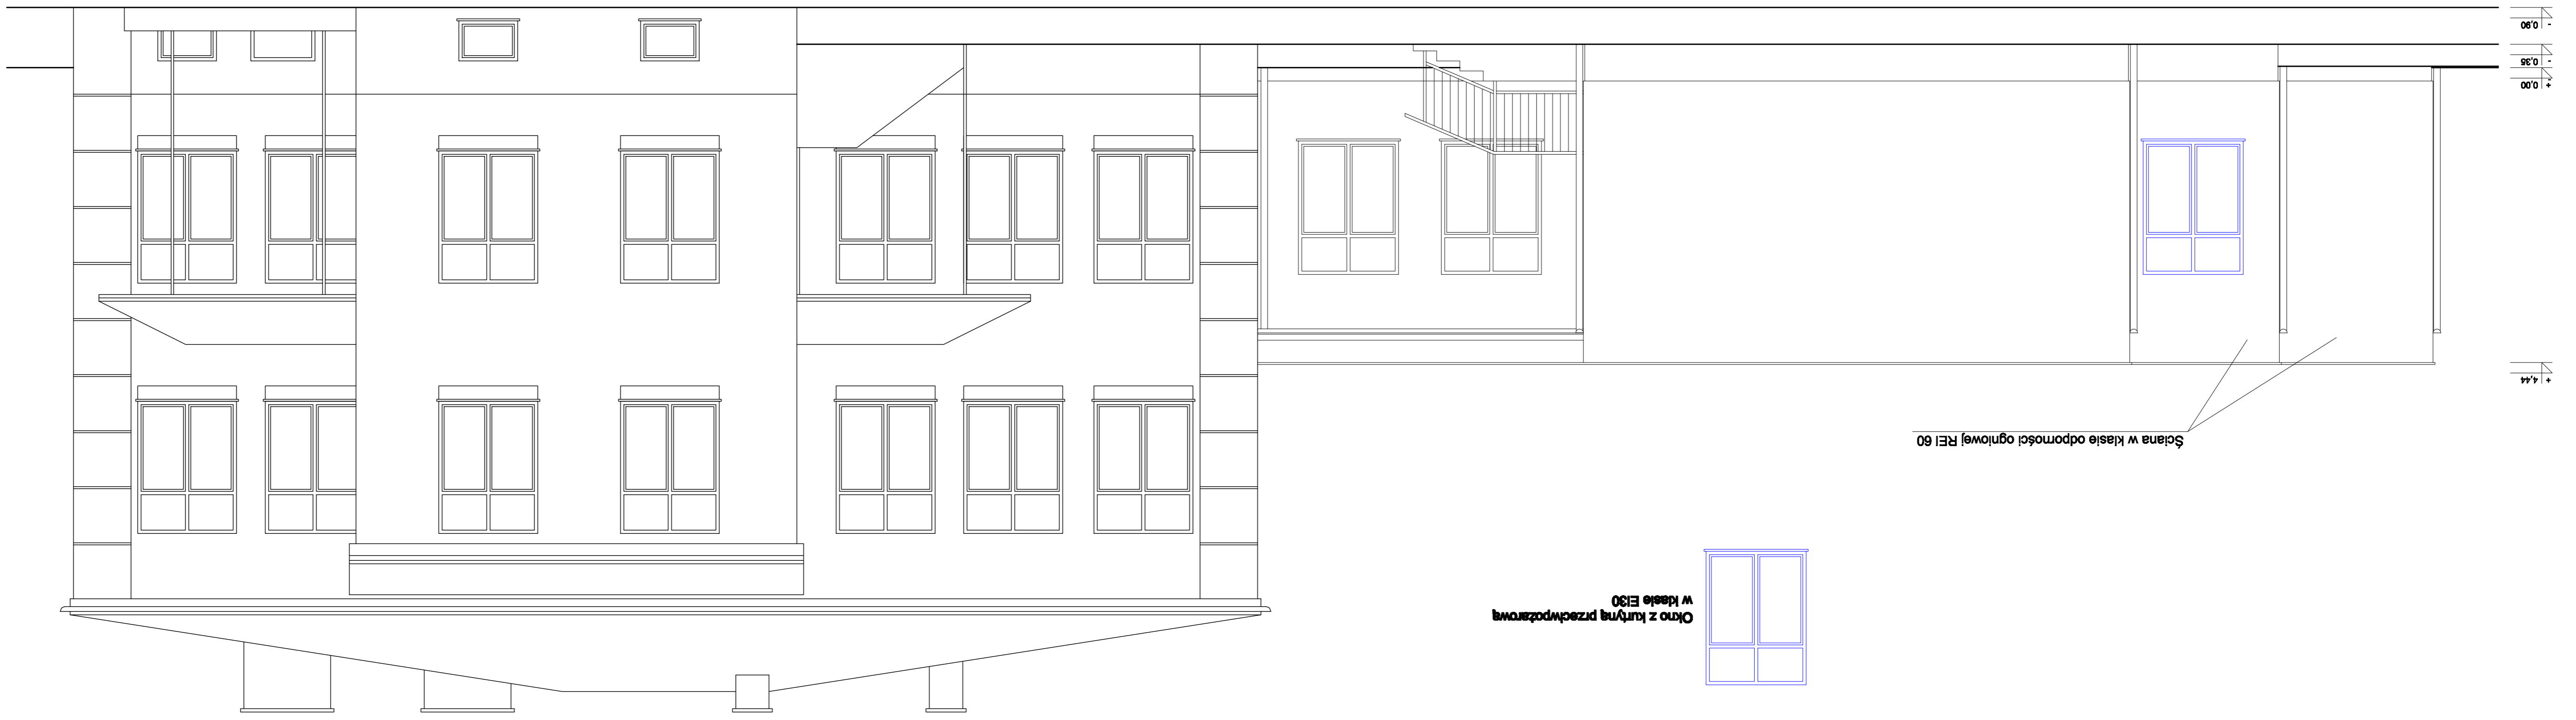 Okno z kurtyną przeciwpożarową
w klasie EI30
Ściana w klasie odporności ogniowej REI 60
+ 4,44
± 0,00
- 0,35
- 0,90